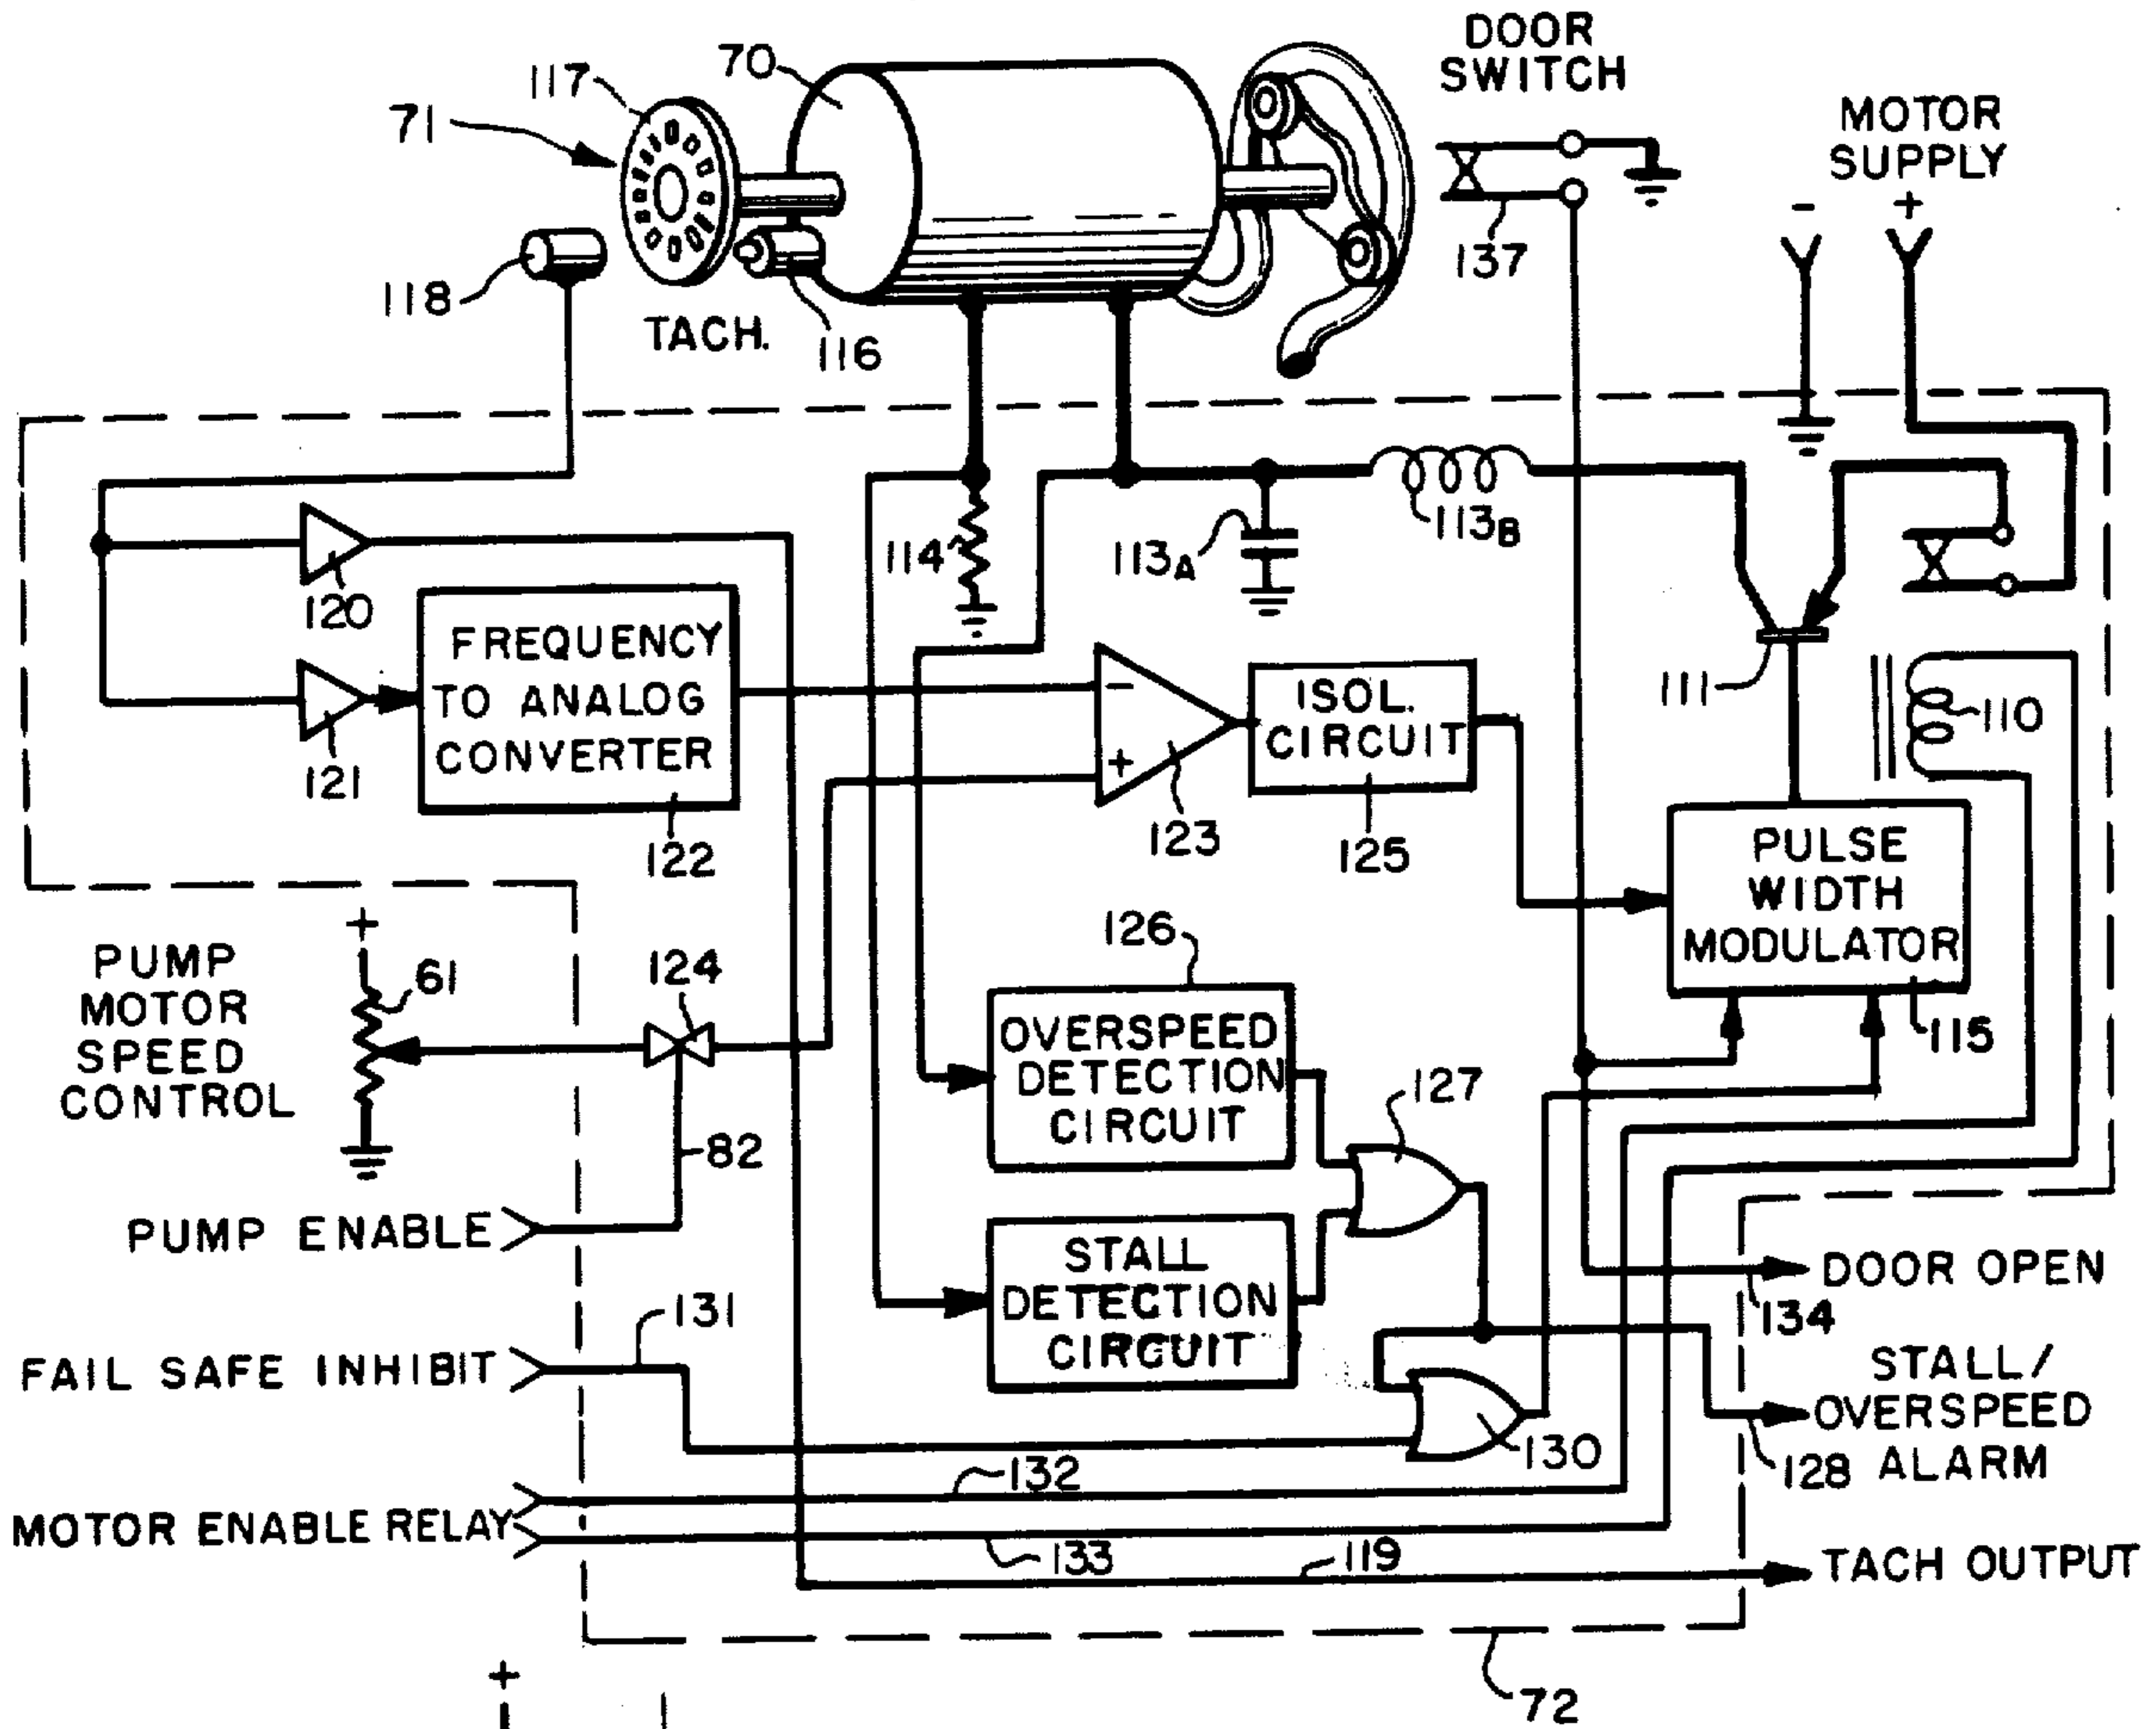 DOOR
SWITCH
MOTOR
SUPPLY
-
+
70
117
71
118
TACH.
116
137
114
113A
113B
120
121
FREQUENCY
TO ANALOG
CONVERTER
122
-
+
123
ISOL.
CIRCUIT
125
111
110
PULSE
WIDTH
MODULATOR
115
+
PUMP
MOTOR
SPEED
CONTROL
61
124
82
126
OVERSPEED
DETECTION
CIRCUIT
127
PUMP ENABLE
STALL
DETECTION
CIRCUIT
DOOR OPEN
134
131
FAIL SAFE INHIBIT
STALL/
OVERSPEED
ALARM
128
130
132
MOTOR ENABLE RELAY
133
119
TACH OUTPUT
72
+